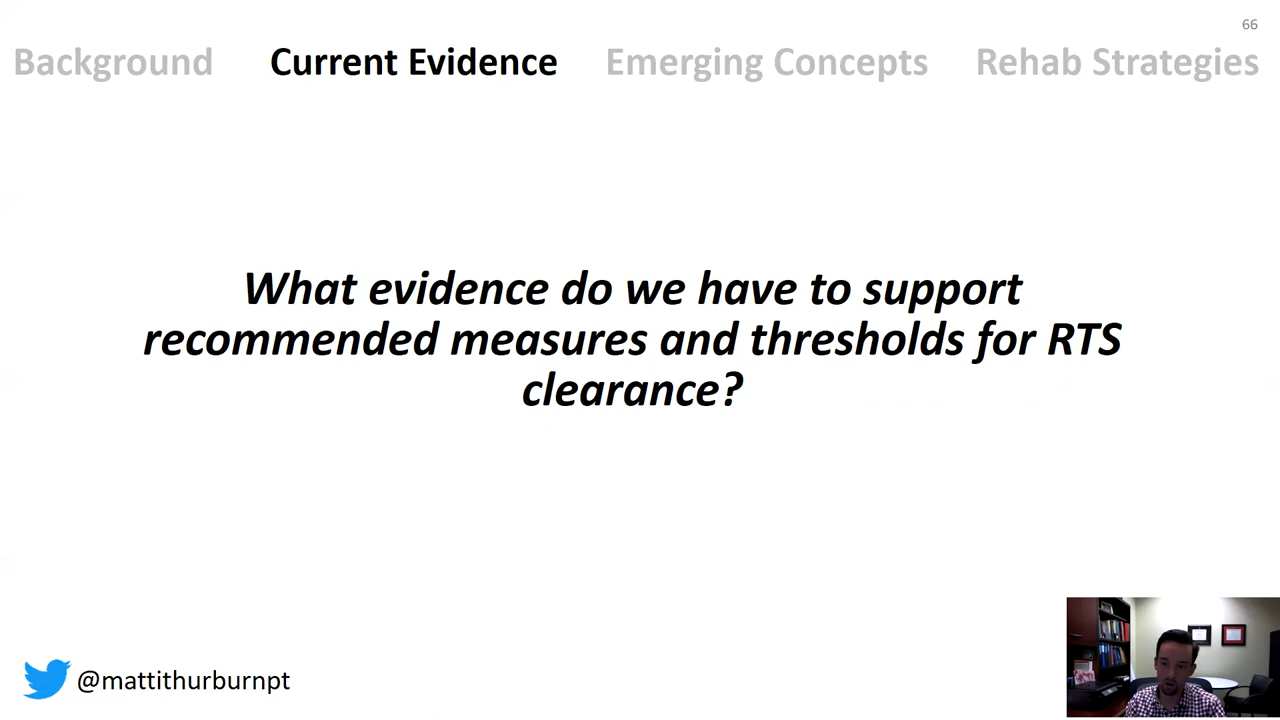 66
Background Current Evidence Emerging Concepts Rehab Strategies
What evidence do we have to support
recommended measures and thresholds for RTS
clearance?
@mattithurburnpt